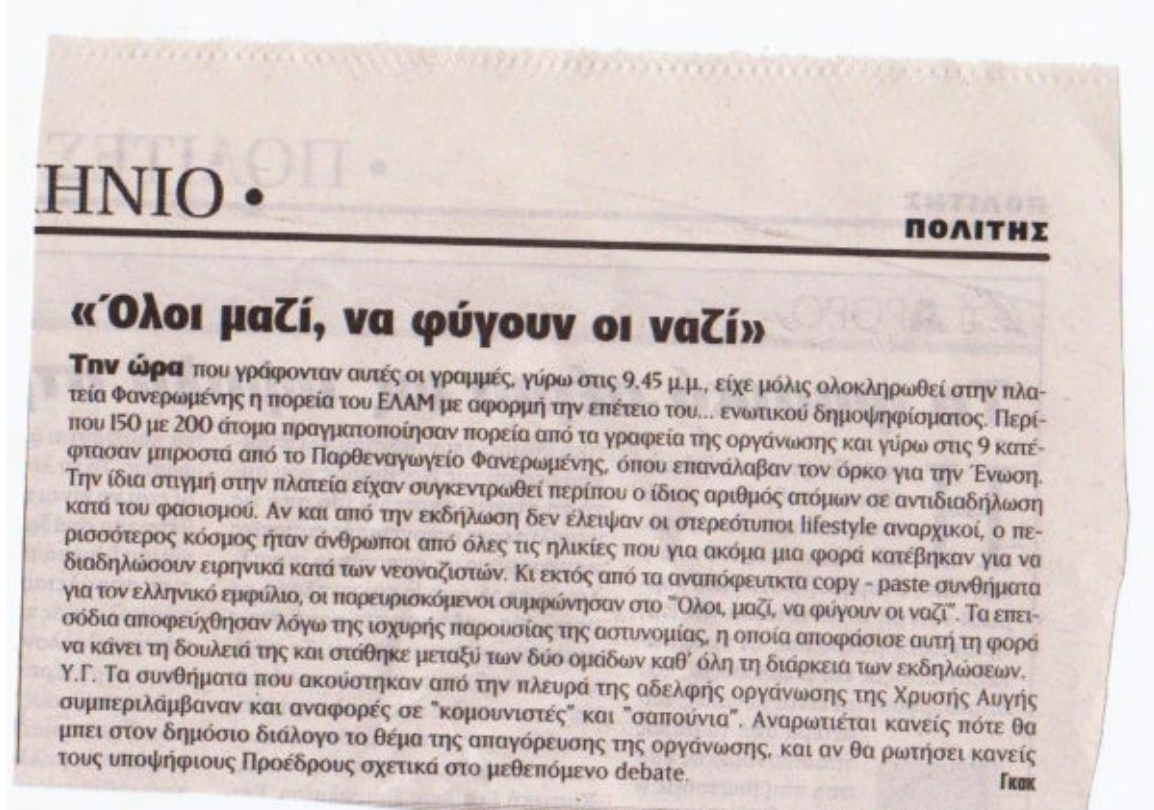 ΗΝΙΟ •
ΠΟΛΙΤΗΣ
«Όλοι μαζί, να φύγουν οι ναζί»
Την ώρα που γράφονταν αυτές οι γραμμές, γύρω στις 9.45 μ.μ., είχε μόλις ολοκληρωθεί στην πλα-
τεία Φανερωμένης η πορεία του ΕΛΑΜ με αφορμή την επέτειο του... ενωτικού δημοψηφίσματος. Περί-
που 150 με 200 άτομα πραγματοποίησαν πορεία από τα γραφεία της οργάνωσης και γύρω στις 9 κατέ-
φτασαν μπροστά από το Παρθεναγωγείο Φανερωμένης, όπου επανάλαβαν τον όρκο για την Ένωση.
Την ίδια στιγμή στην πλατεία είχαν συγκεντρωθεί περίπου ο ίδιος αριθμός ατόμων σε αντιδιαδήλωση
κατά του φασισμού. Αν και από την εκδήλωση δεν έλειψαν οι στερεότυποι lifestyle αναρχικοί, ο πε-
ρισσότερος κόσμος ήταν άνθρωποι από όλες τις ηλικίες που για ακόμα μια φορά κατέβηκαν για να
διαδηλώσουν ειρηνικά κατά των νεοναζιστών. Κι εκτός από τα αναπόφευτκτα copy - paste συνθήματα
για τον ελληνικό εμφύλιο, οι παρευρισκόμενοι συμφώνησαν στο "Όλοι, μαζί, να φύγουν οι ναζί". Τα επει-
σόδια αποφεύχθησαν λόγω της ισχυρής παρουσίας της αστυνομίας, η οποία αποφάσισε αυτή τη φορά
να κάνει τη δουλειά της και στάθηκε μεταξύ των δύο ομάδων καθ' όλη τη διάρκεια των εκδηλώσεων.
Υ.Γ. Τα συνθήματα που ακούστηκαν από την πλευρά της αδελφής οργάνωσης της Χρυσής Αυγής
συμπεριλάμβαναν και αναφορές σε "κομουνιστές" και "σαπούνια". Αναρωτιέται κανείς πότε θα
μπει στον δημόσιο διάλογο το θέμα της απαγόρευσης της οργάνωσης, και αν θα ρωτήσει κανείς
τους υποψήφιους Προέδρους σχετικά στο μεθεπόμενο debate.
Γκακ